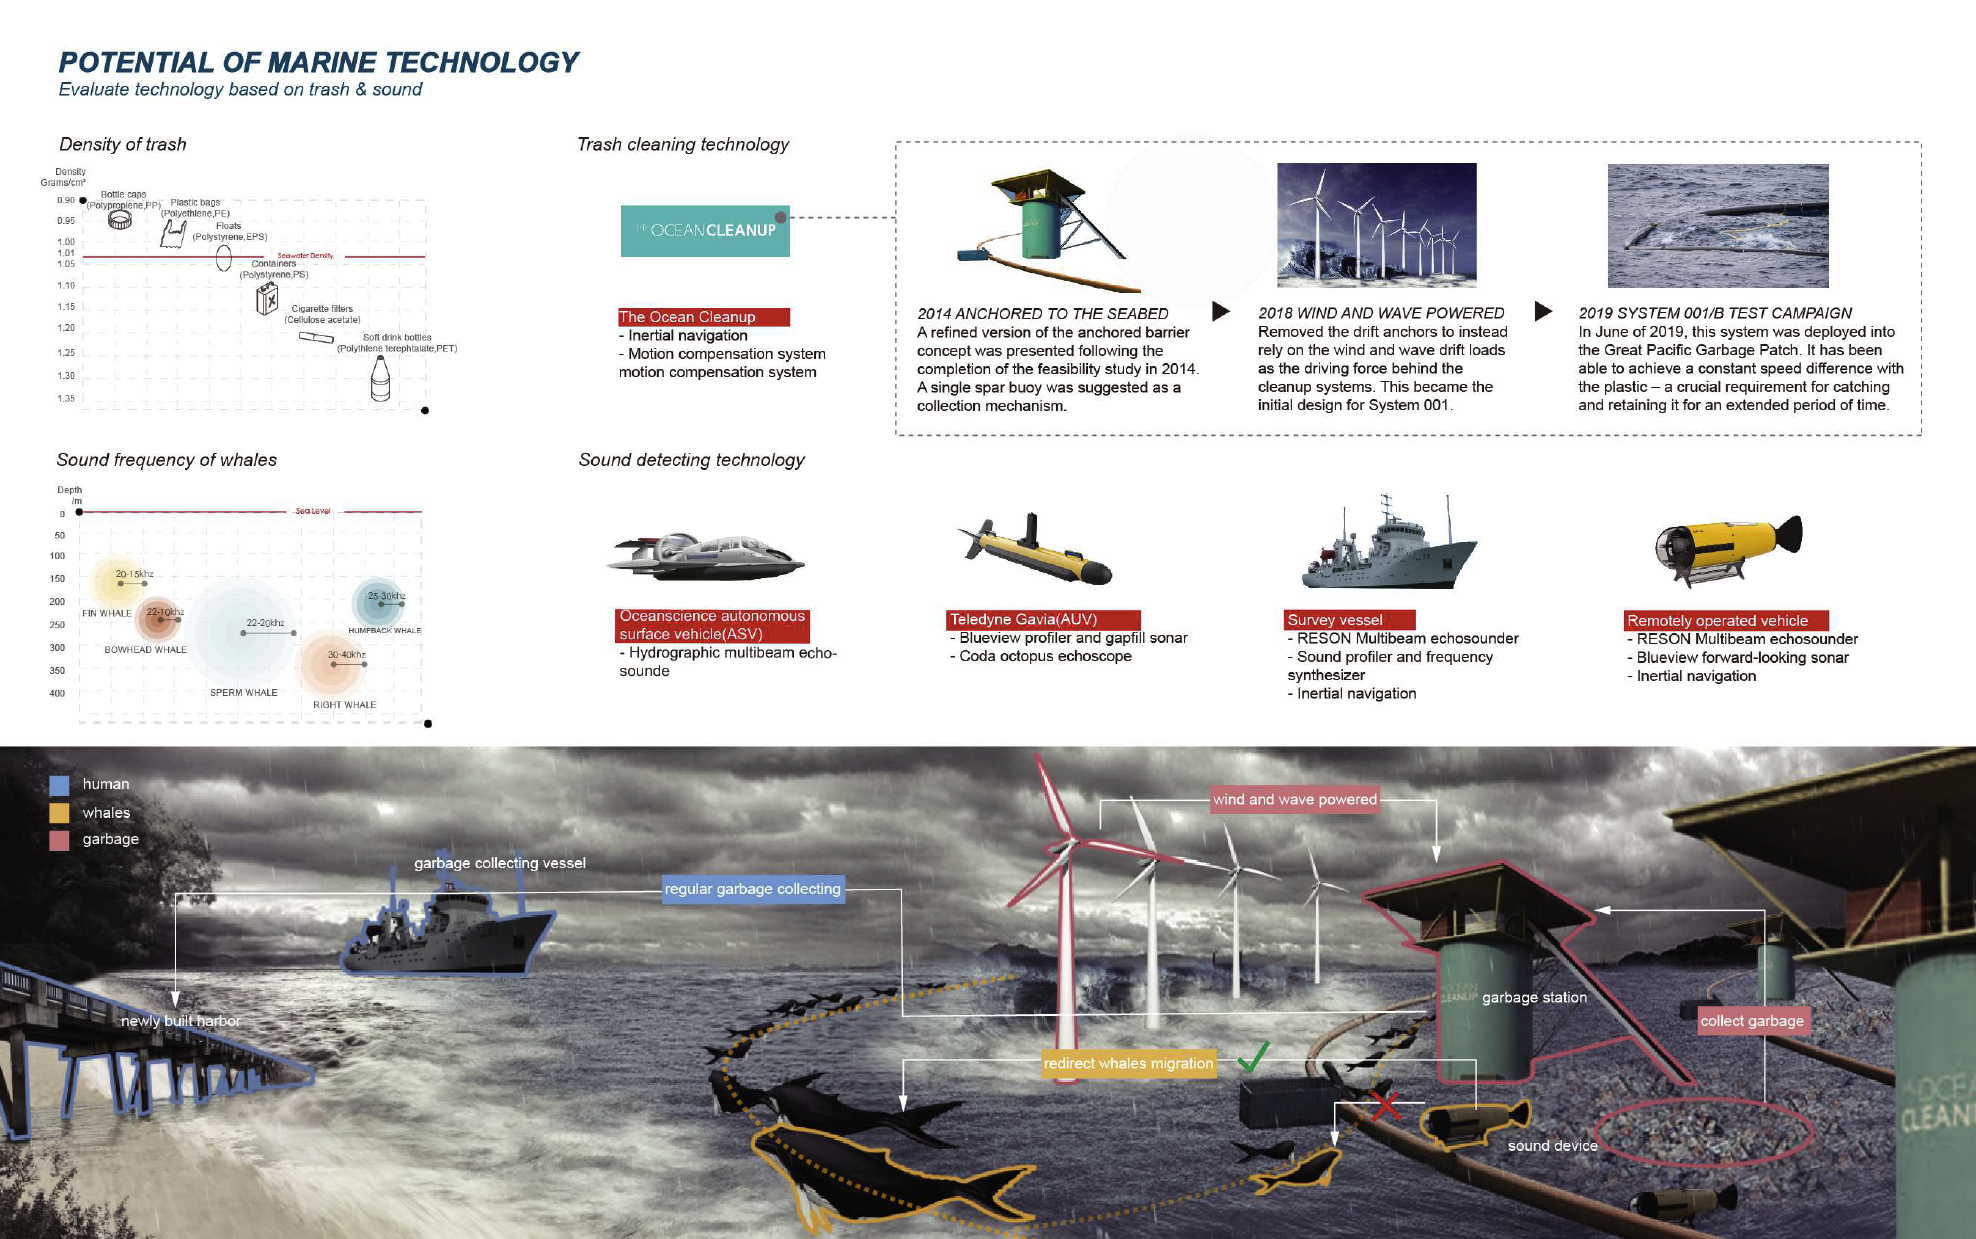 POTENTIAL OF MARINE TECHNOLOGY
Evaluate technology based on trash & sound
Density of trash
Density
Grams/cm³
0.90
0.95
1.00
1.01
1.05
1.10
1.15
1.20
1.25
1.30
1.35
Bottle caps
(Polyproplene,PP)
Plastic bags
(Polyethlene,PE)
Floats
(Polystyrene,EPS)
Seawater Density
Containers
(Polystyrene,PS)
Cigarette filters
(Cellulose acetate)
Soft drink bottles
(Polythlene terephtalate,PET)
Trash cleaning technology
THE OCEANCLEANUP
The Ocean Cleanup
- Inertial navigation
- Motion compensation system
motion compensation system
2014 ANCHORED TO THE SEABED
A refined version of the anchored barrier
concept was presented following the
completion of the feasibility study in 2014.
A single spar buoy was suggested as a
collection mechanism.
2018 WIND AND WAVE POWERED
Removed the drift anchors to instead
rely on the wind and wave drift loads
as the driving force behind the
cleanup systems. This became the
initial design for System 001.
2019 SYSTEM 001/B TEST CAMPAIGN
In June of 2019, this system was deployed into
the Great Pacific Garbage Patch. It has been
able to achieve a constant speed difference with
the plastic – a crucial requirement for catching
and retaining it for an extended period of time.
Sound frequency of whales
Depth
/m
0
50
100
150
200
250
300
350
400
Sea Level
20-15khz
FIN WHALE
22-10khz
BOWHEAD WHALE
22-20khz
SPERM WHALE
30-40khz
RIGHT WHALE
25-30khz
HUMPBACK WHALE
Sound detecting technology
Oceanscience autonomous
surface vehicle(ASV)
- Hydrographic multibeam echo-
sounde
Teledyne Gavia(AUV)
- Blueview profiler and gapfill sonar
- Coda octopus echoscope
Survey vessel
- RESON Multibeam echosounder
- Sound profiler and frequency
synthesizer
- Inertial navigation
Remotely operated vehicle
- RESON Multibeam echosounder
- Blueview forward-looking sonar
- Inertial navigation
human
whales
garbage
garbage collecting vessel
regular garbage collecting
newly built harbor
wind and wave powered
garbage station
OCEAN
CLEANUP
collect garbage
redirect whales migration
sound device
CLEAN